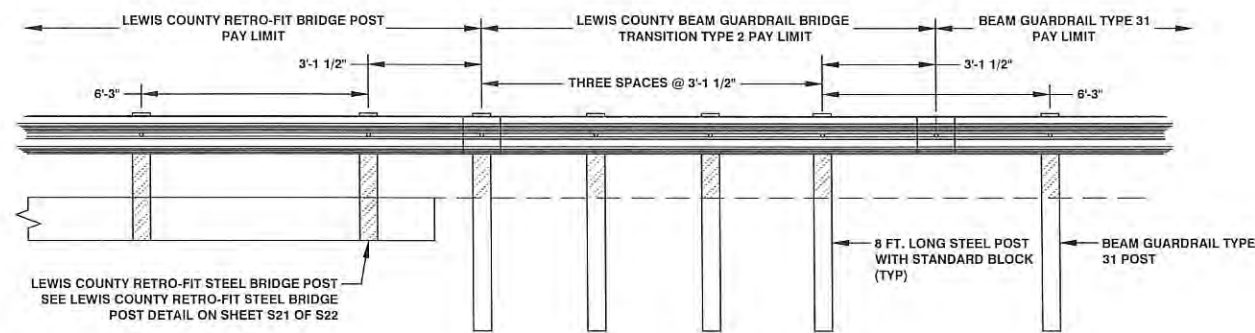 LEWIS COUNTY RETRO-FIT BRIDGE POST
PAY LIMIT
LEWIS COUNTY BEAM GUARDRAIL BRIDGE
TRANSITION TYPE 2 PAY LIMIT
BEAM GUARDRAIL TYPE 31
PAY LIMIT
3'-1 1/2"
3'-1 1/2"
6'-3"
THREE SPACES @ 3'-1 1/2"
6'-3"
8 FT. LONG STEEL POST
WITH STANDARD BLOCK
(TYP)
BEAM GUARDRAIL TYPE
31 POST
LEWIS COUNTY RETRO-FIT STEEL BRIDGE POST
SEE LEWIS COUNTY RETRO-FIT STEEL BRIDGE
POST DETAIL ON SHEET S21 OF S22